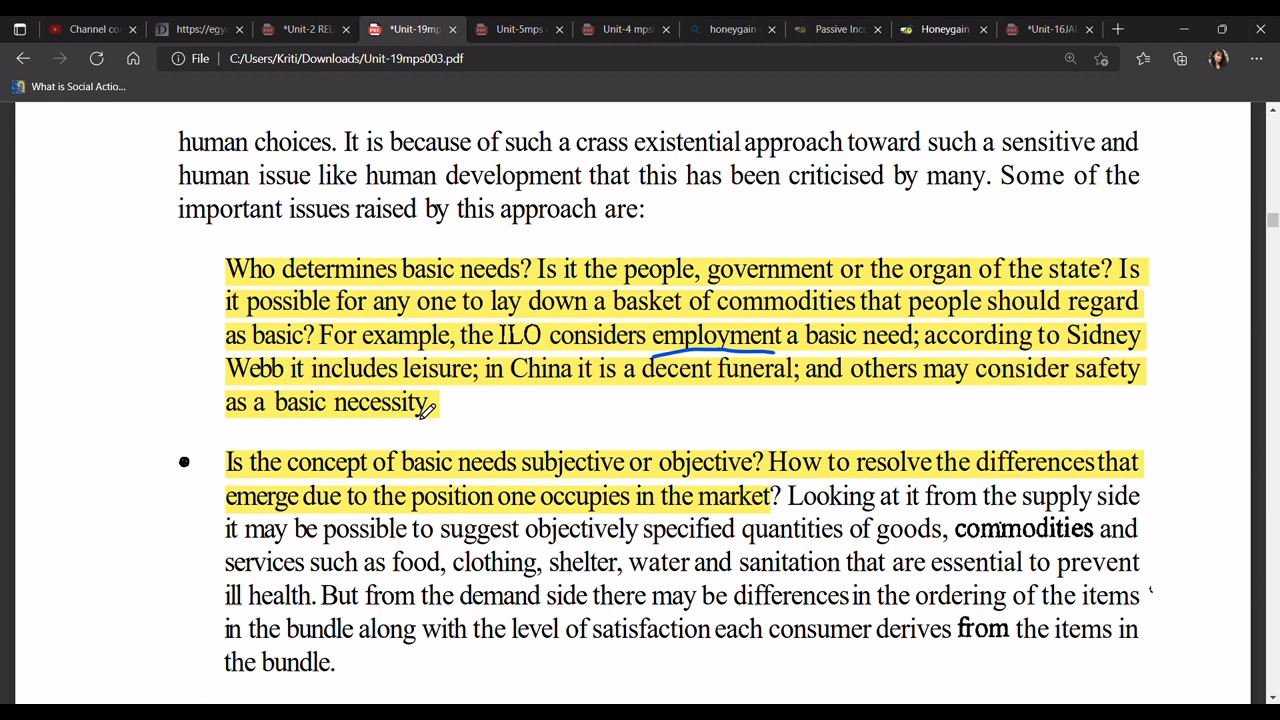 Channel co
https://egy
*Unit-2 REL
*Unit-19mp
Unit-5mps
Unit-4 mps
honeygain
Passive Inc
Honeygain
*Unit-16JA
File
C:/Users/Kriti/Downloads/Unit-19mps003.pdf
What is Social Actio...
human choices. It is because of such a crass existential approach toward such a sensitive and
human issue like human development that this has been criticised by many. Some of the
important issues raised by this approach are:
Who determines basic needs? Is it the people, government or the organ of the state? Is
it possible for any one to lay down a basket of commodities that people should regard
as basic? For example, the ILO considers employment a basic need; according to Sidney
Webb it includes leisure; in China it is a decent funeral; and others may consider safety
as a basic necessity.
• Is the concept of basic needs subjective or objective? How to resolve the differences that
emerge due to the position one occupies in the market? Looking at it from the supply side
it may be possible to suggest objectively specified quantities of goods, commodities and
services such as food, clothing, shelter, water and sanitation that are essential to prevent
ill health. But from the demand side there may be differences in the ordering of the items
in the bundle along with the level of satisfaction each consumer derives from the items in
the bundle.